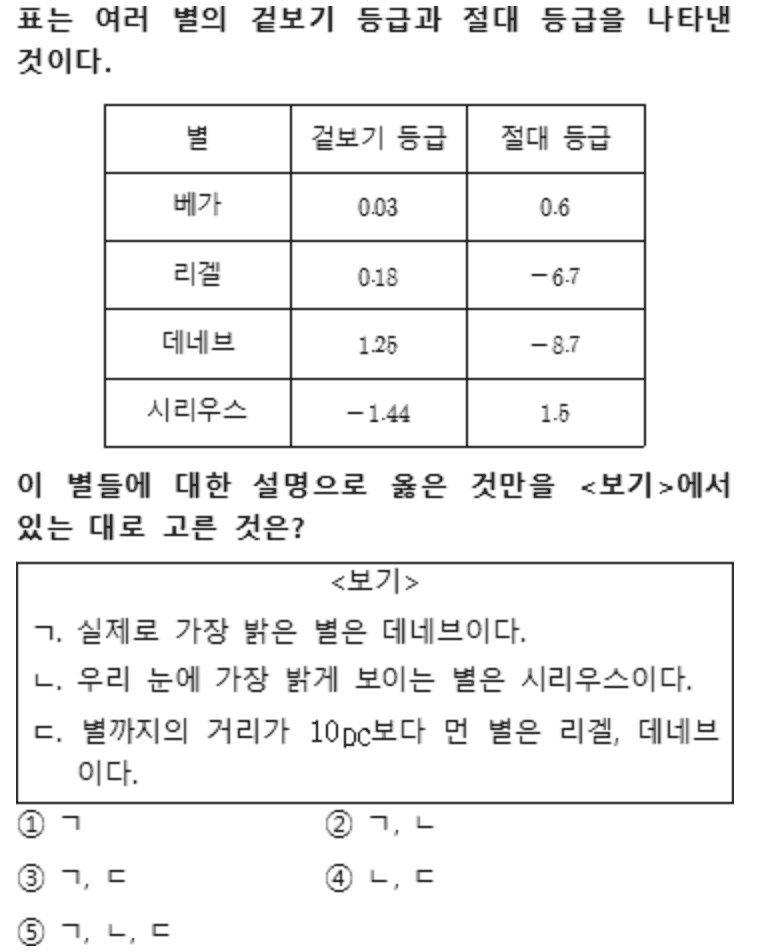 표는 여러 별의 겉보기 등급과 절대 등급을 나타낸
것이다.
별 겉보기 등급 절대 등급
베가 0.03 0.6
리겔 0.18 -6.7
데네브 1.25 -8.7
시리우스 -1.44 1.5
이 별들에 대한 설명으로 옳은 것만을 <보기>에서
있는 대로 고른 것은?
<보기>
ㄱ. 실제로 가장 밝은 별은 데네브이다.
ㄴ. 우리 눈에 가장 밝게 보이는 별은 시리우스이다.
ㄷ. 별까지의 거리가 10pc보다 먼 별은 리겔, 데네브
이다.
① ㄱ ② ㄱ, ㄴ
③ ㄱ, ㄷ ④ ㄴ, ㄷ
⑤ ㄱ, ㄴ, ㄷ